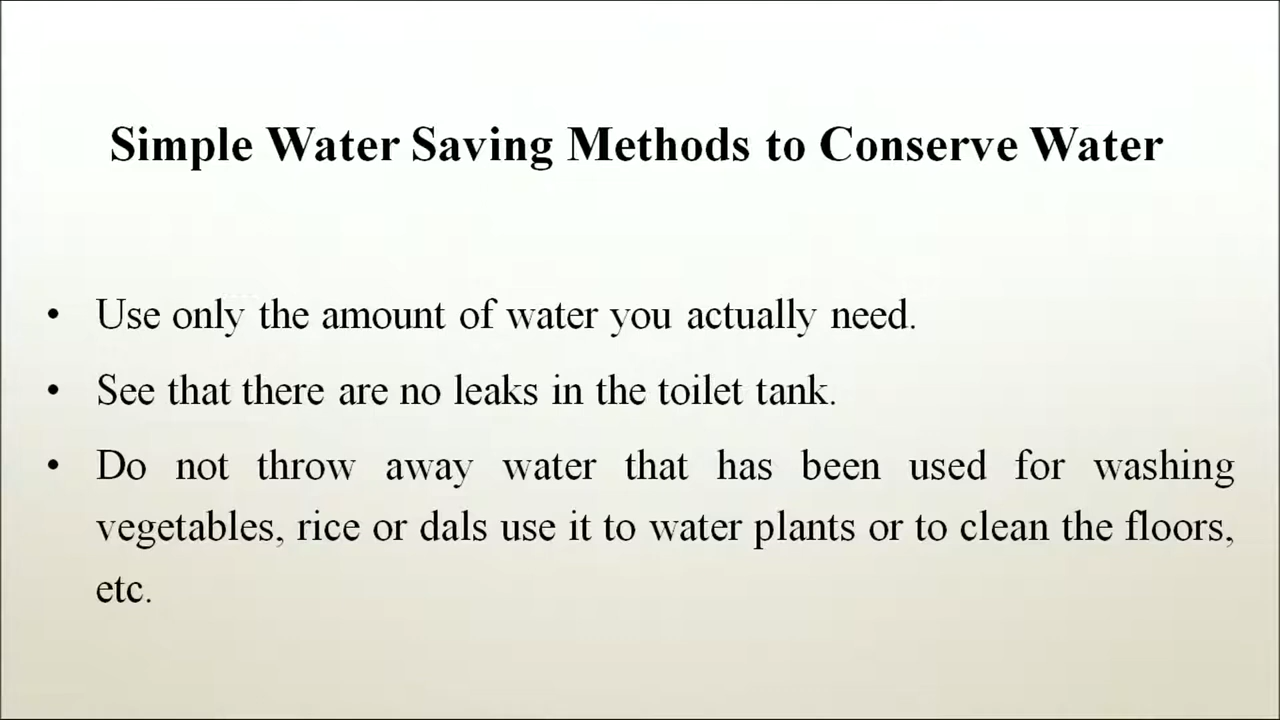 Simple Water Saving Methods to Conserve Water
• Use only the amount of water you actually need.
• See that there are no leaks in the toilet tank.
• Do not throw away water that has been used for washing
vegetables, rice or dals use it to water plants or to clean the floors,
etc.